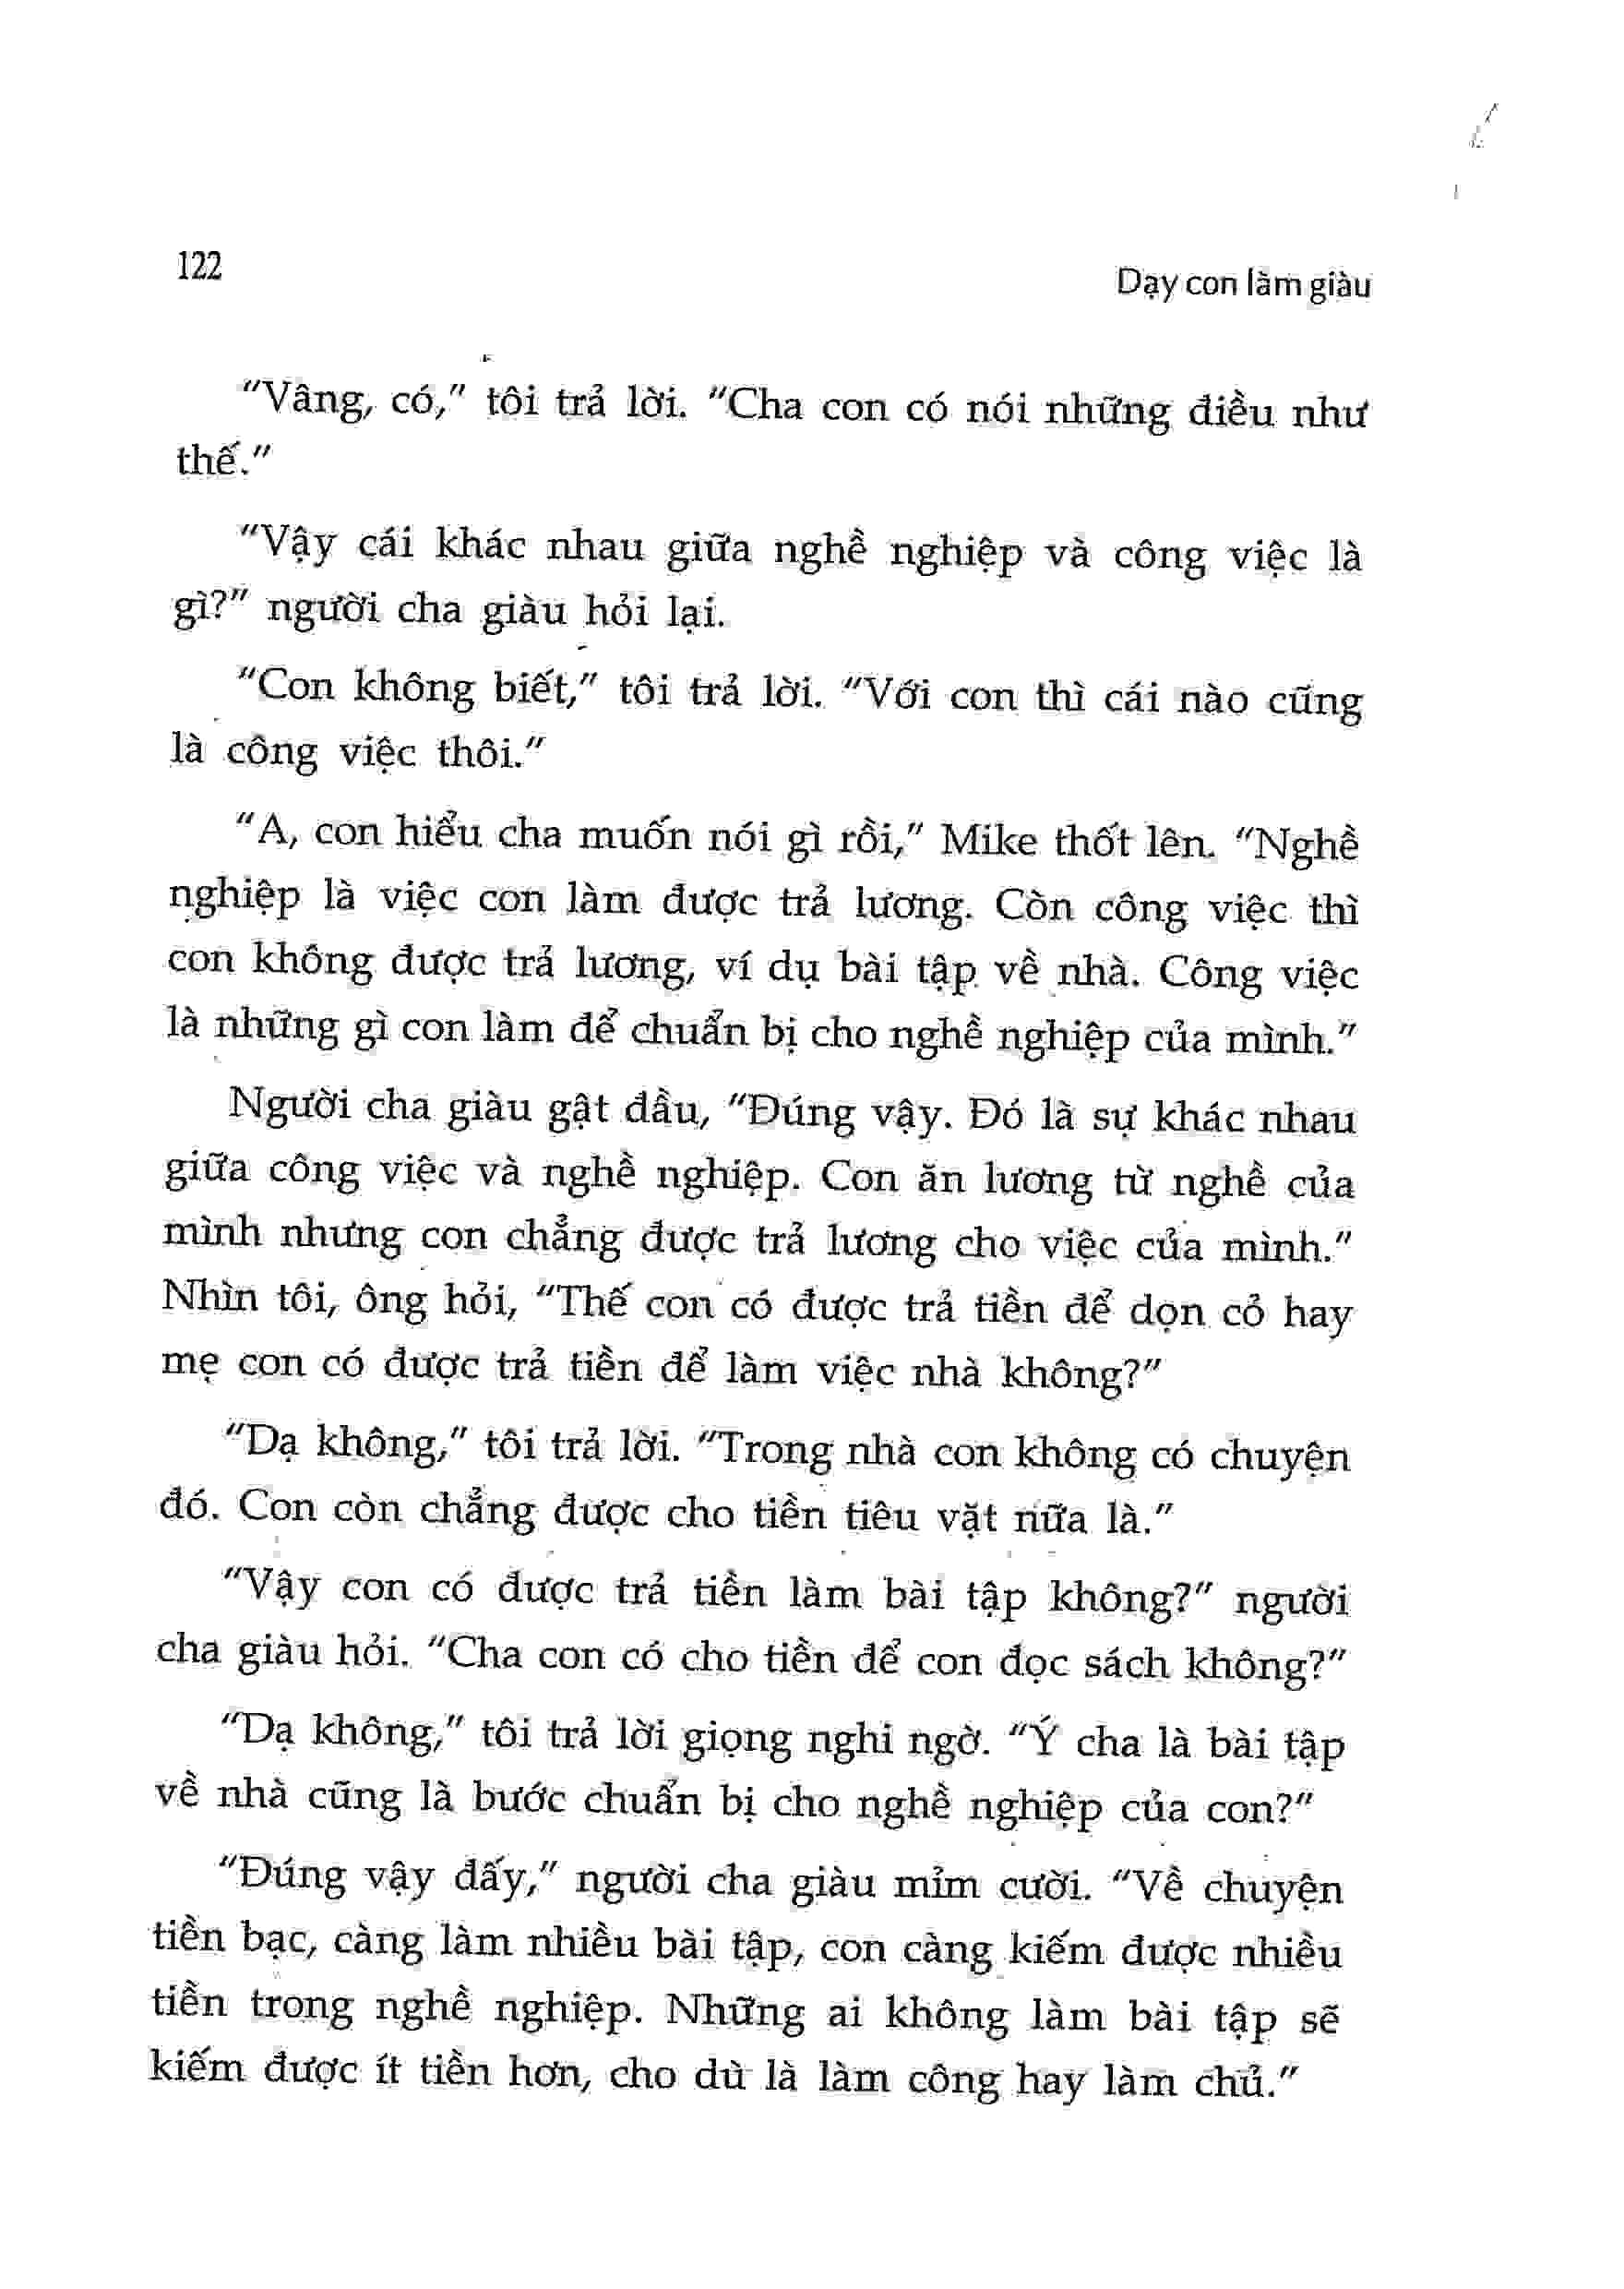 122
Dạy con làm giàu
“Vâng, có,” tôi trả lời. “Cha con có nói những điều như
thế.”
“Vậy cái khác nhau giữa nghề nghiệp và công việc là
gì?” người cha giàu hỏi lại.
“Con không biết,” tôi trả lời. “Với con thì cái nào cũng
là công việc thôi.”
“A, con hiểu cha muốn nói gì rồi,” Mike thốt lên. “Nghề
nghiệp là việc con làm được trả lương. Còn công việc thì
con không được trả lương, ví dụ bài tập về nhà. Công việc
là những gì con làm để chuẩn bị cho nghề nghiệp của mình.”
Người cha giàu gật đầu, “Đúng vậy. Đó là sự khác nhau
giữa công việc và nghề nghiệp. Con ăn lương từ nghề của
mình nhưng con chẳng được trả lương cho việc của mình.”
Nhìn tôi, ông hỏi, “Thế con có được trả tiền để dọn cỏ hay
mẹ con có được trả tiền để làm việc nhà không?”
“Dạ không,” tôi trả lời. “Trong nhà con không có chuyện
đó. Con còn chẳng được cho tiền tiêu vặt nữa là.”
“Vậy con có được trả tiền làm bài tập không?” người
cha giàu hỏi. “Cha con có cho tiền để con đọc sách không?”
“Dạ không,” tôi trả lời giọng nghi ngờ. “Ý cha là bài tập
về nhà cũng là bước chuẩn bị cho nghề nghiệp của con?”
“Đúng vậy đấy,” người cha giàu mỉm cười. “Về chuyện
tiền bạc, càng làm nhiều bài tập, con càng kiếm được nhiều
tiền trong nghề nghiệp. Những ai không làm bài tập sẽ
kiếm được ít tiền hơn, cho dù là làm công hay làm chủ.”